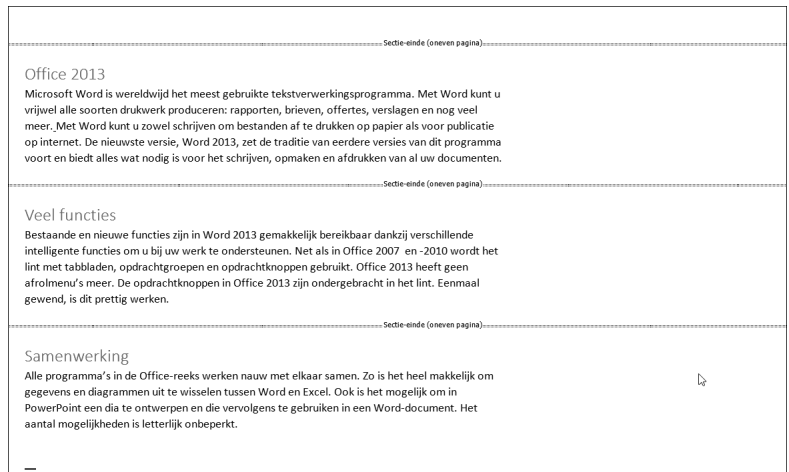 Sectie-einde (oneven pagina)
Office 2013
Microsoft Word is wereldwijd het meest gebruikte tekstverwerkingsprogramma. Met Word kunt u
vrijwel alle soorten drukwerk produceren: rapporten, brieven, offertes, verslagen en nog veel
meer. Met Word kunt u zowel schrijven om bestanden af te drukken op papier als voor publicatie
op internet. De nieuwste versie, Word 2013, zet de traditie van eerdere versies van dit programma
voort en biedt alles wat nodig is voor het schrijven, opmaken en afdrukken van al uw documenten.
Sectie-einde (oneven pagina)
Veel functies
Bestaande en nieuwe functies zijn in Word 2013 gemakkelijk bereikbaar dankzij verschillende
intelligente functies om u bij uw werk te ondersteunen. Net als in Office 2007 en -2010 wordt het
lint met tabbladen, opdrachtgroepen en opdrachtknoppen gebruikt. Office 2013 heeft geen
afrolmenu's meer. De opdrachtknoppen in Office 2013 zijn ondergebracht in het lint. Eenmaal
gewend, is dit prettig werken.
Sectie-einde (oneven pagina)
Samenwerking
Alle programma's in de Office-reeks werken nauw met elkaar samen. Zo is het heel makkelijk om
gegevens en diagrammen uit te wisselen tussen Word en Excel. Ook is het mogelijk om in
PowerPoint een dia te ontwerpen en die vervolgens te gebruiken in een Word-document. Het
aantal mogelijkheden is letterlijk onbeperkt.